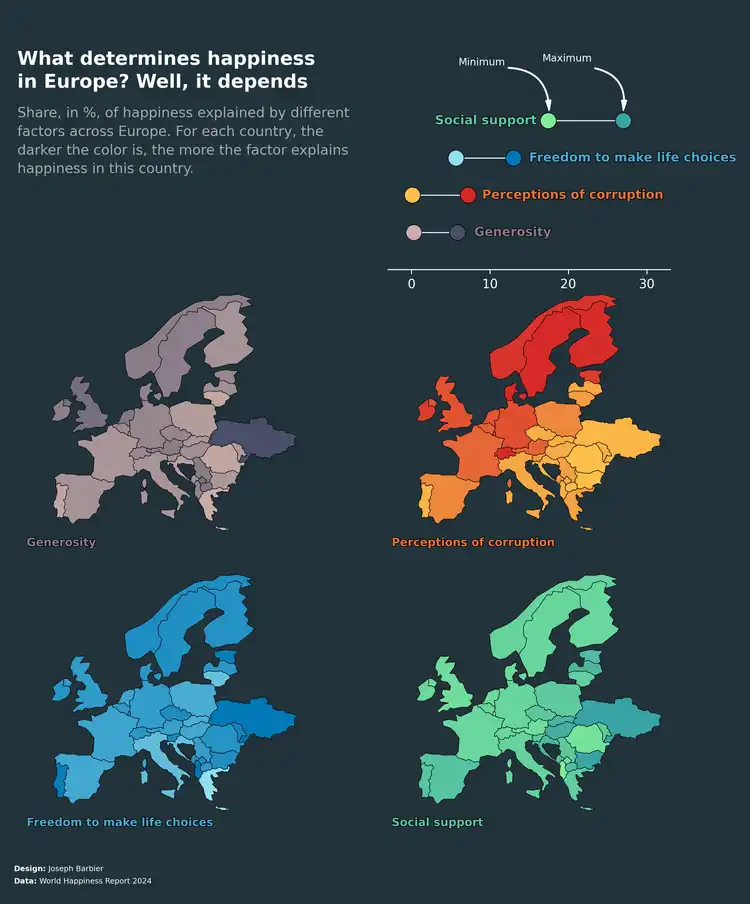 What determines happiness
in Europe? Well, it depends
Share, in %, of happiness explained by different
factors across Europe. For each country, the
darker the color is, the more the factor explains
happiness in this country.
Minimum
Maximum
Social support
Freedom to make life choices
Perceptions of corruption
Generosity
0 10 20 30
Generosity
Perceptions of corruption
Freedom to make life choices
Social support
Design: Joseph Barbier
Data: World Happiness Report 2024